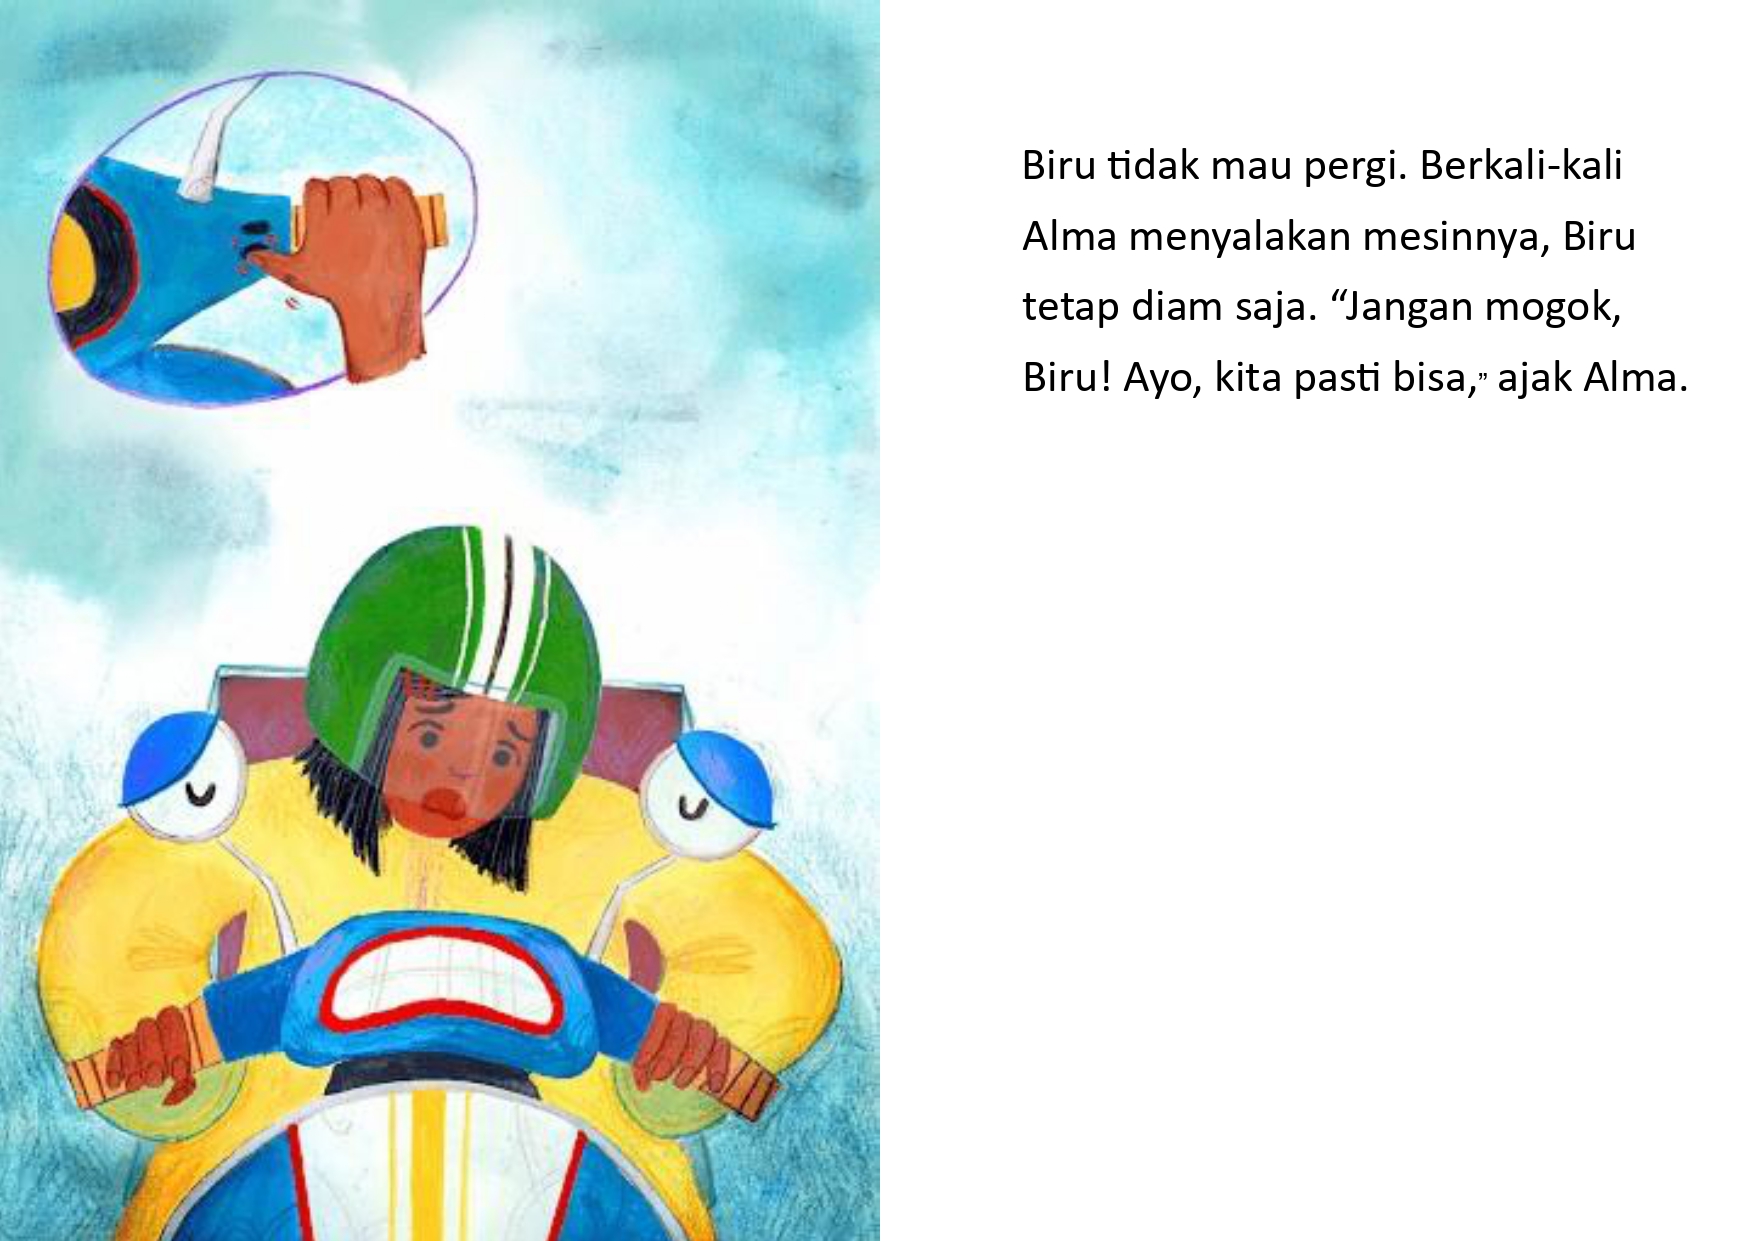 Biru tidak mau pergi. Berkali-kali
Alma menyalakan mesinnya, Biru
tetap diam saja. “Jangan mogok,
Biru! Ayo, kita pasti bisa,” ajak Alma.